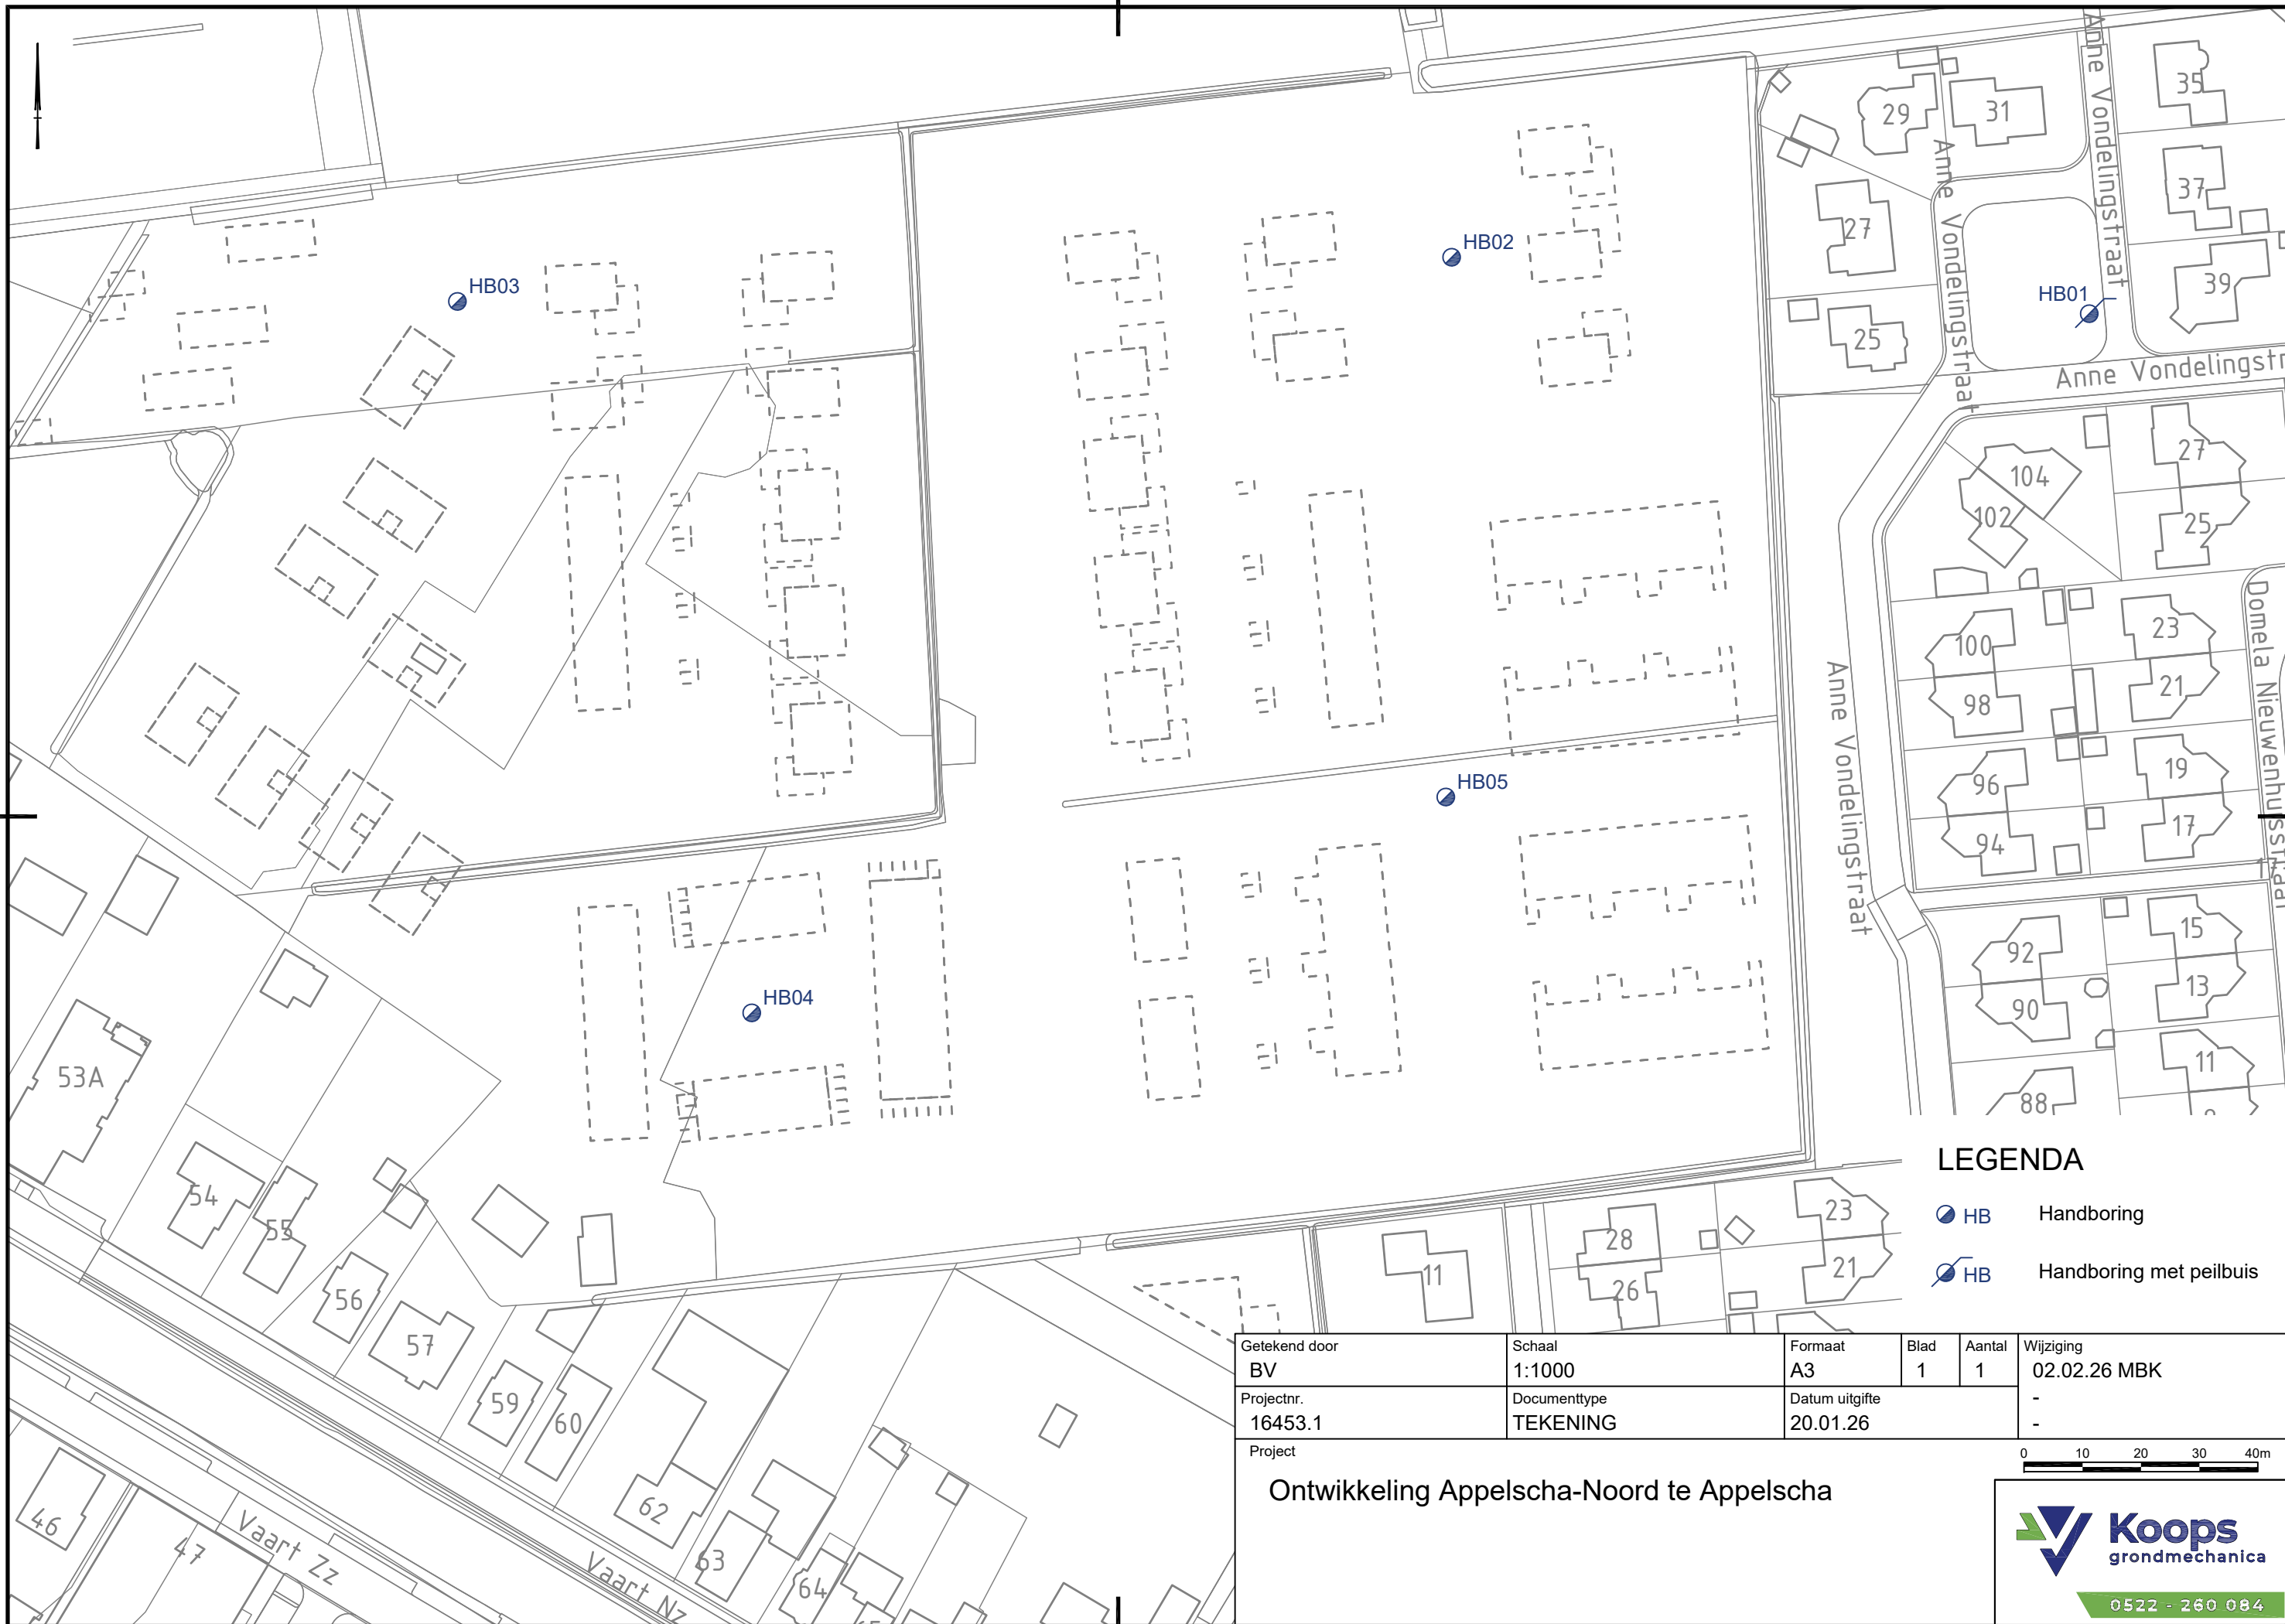 Anne Vondelingstraat
35
29
31
37
Anne Vondelingstraat
27
HB02
39
HB03
HB01
25
Anne Vondelingstr
27
104
102
25
Domela Nieuwenhuisstraat
23
100
21
98
Anne Vondelingstraat
19
HB05
96
17
94
17
15
92
13
HB04
90
11
53A
88
LEGENDA
HB Handboring
HB Handboring met peilbuis
54
55
23
28
11
21
26
56
57
59
60
62
63
64
46
47
Vaart Zz
Vaart Nz
Getekend door
BV
Schaal
1:1000
Formaat
A3
Blad
1
Aantal
1
Wijziging
02.02.26 MBK
-
-
Projectnr.
16453.1
Documenttype
TEKENING
Datum uitgifte
20.01.26
Project
Ontwikkeling Appelscha-Noord te Appelscha
0 10 20 30 40m
Koops
grondmechanica
0522 - 260 084